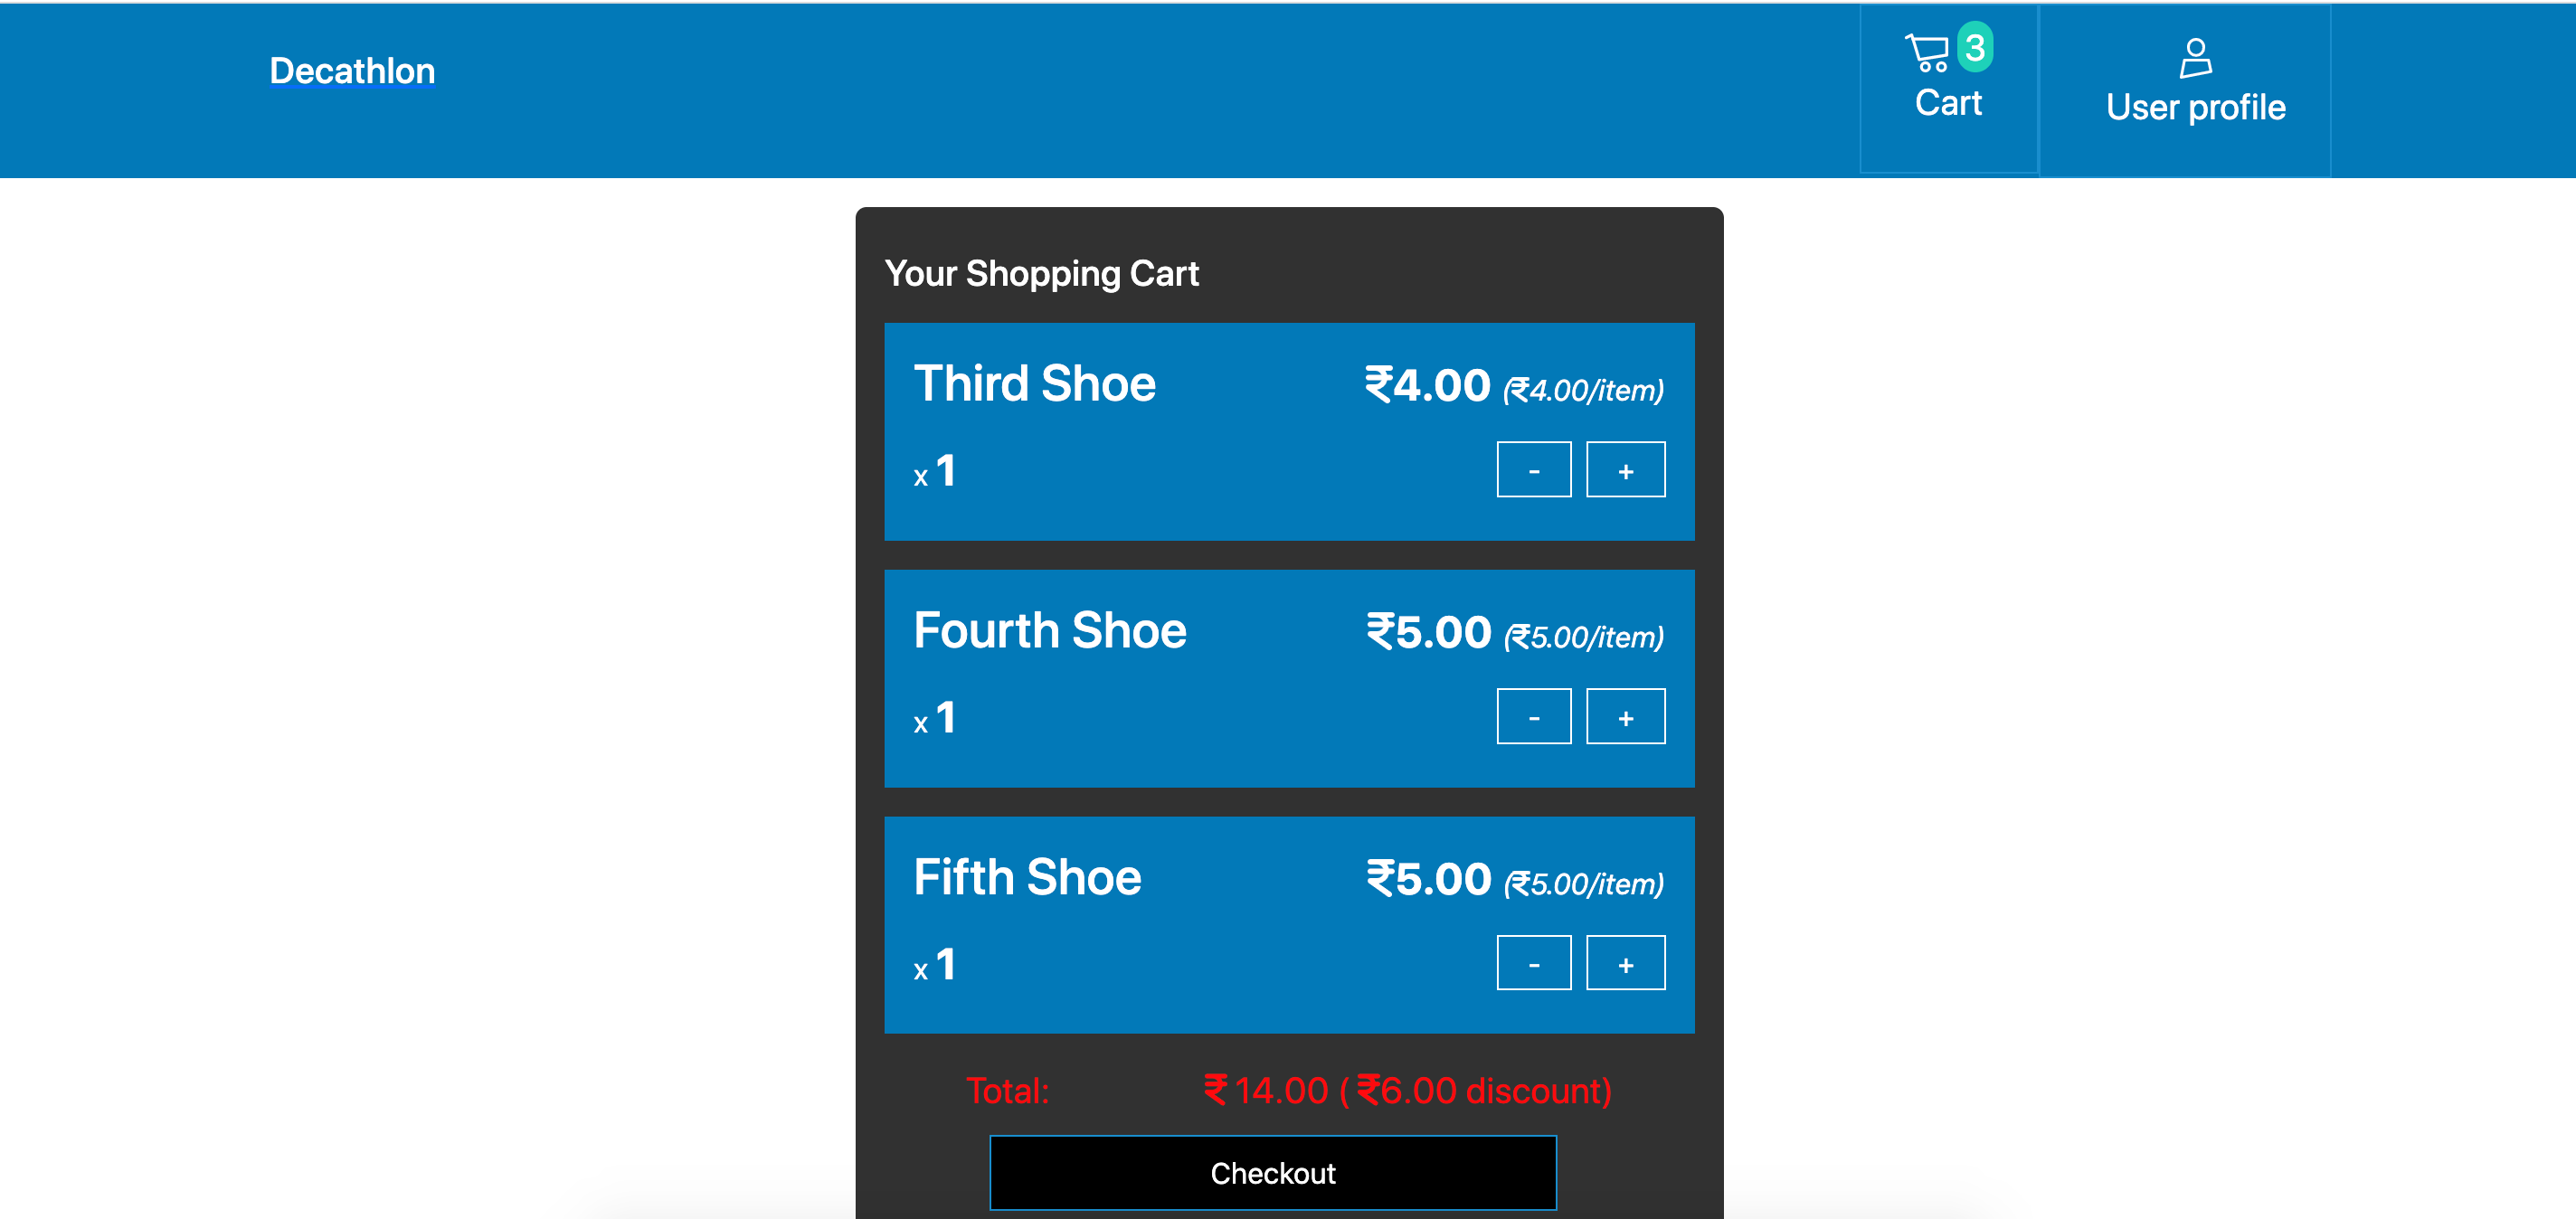 Decathlon
3
Cart
User profile
Your Shopping Cart
Third Shoe
₹4.00 (₹4.00/item)
x 1
- +
Fourth Shoe
₹5.00 (₹5.00/item)
x 1
- +
Fifth Shoe
₹5.00 (₹5.00/item)
x 1
- +
Total: ₹ 14.00 ( ₹6.00 discount)
Checkout